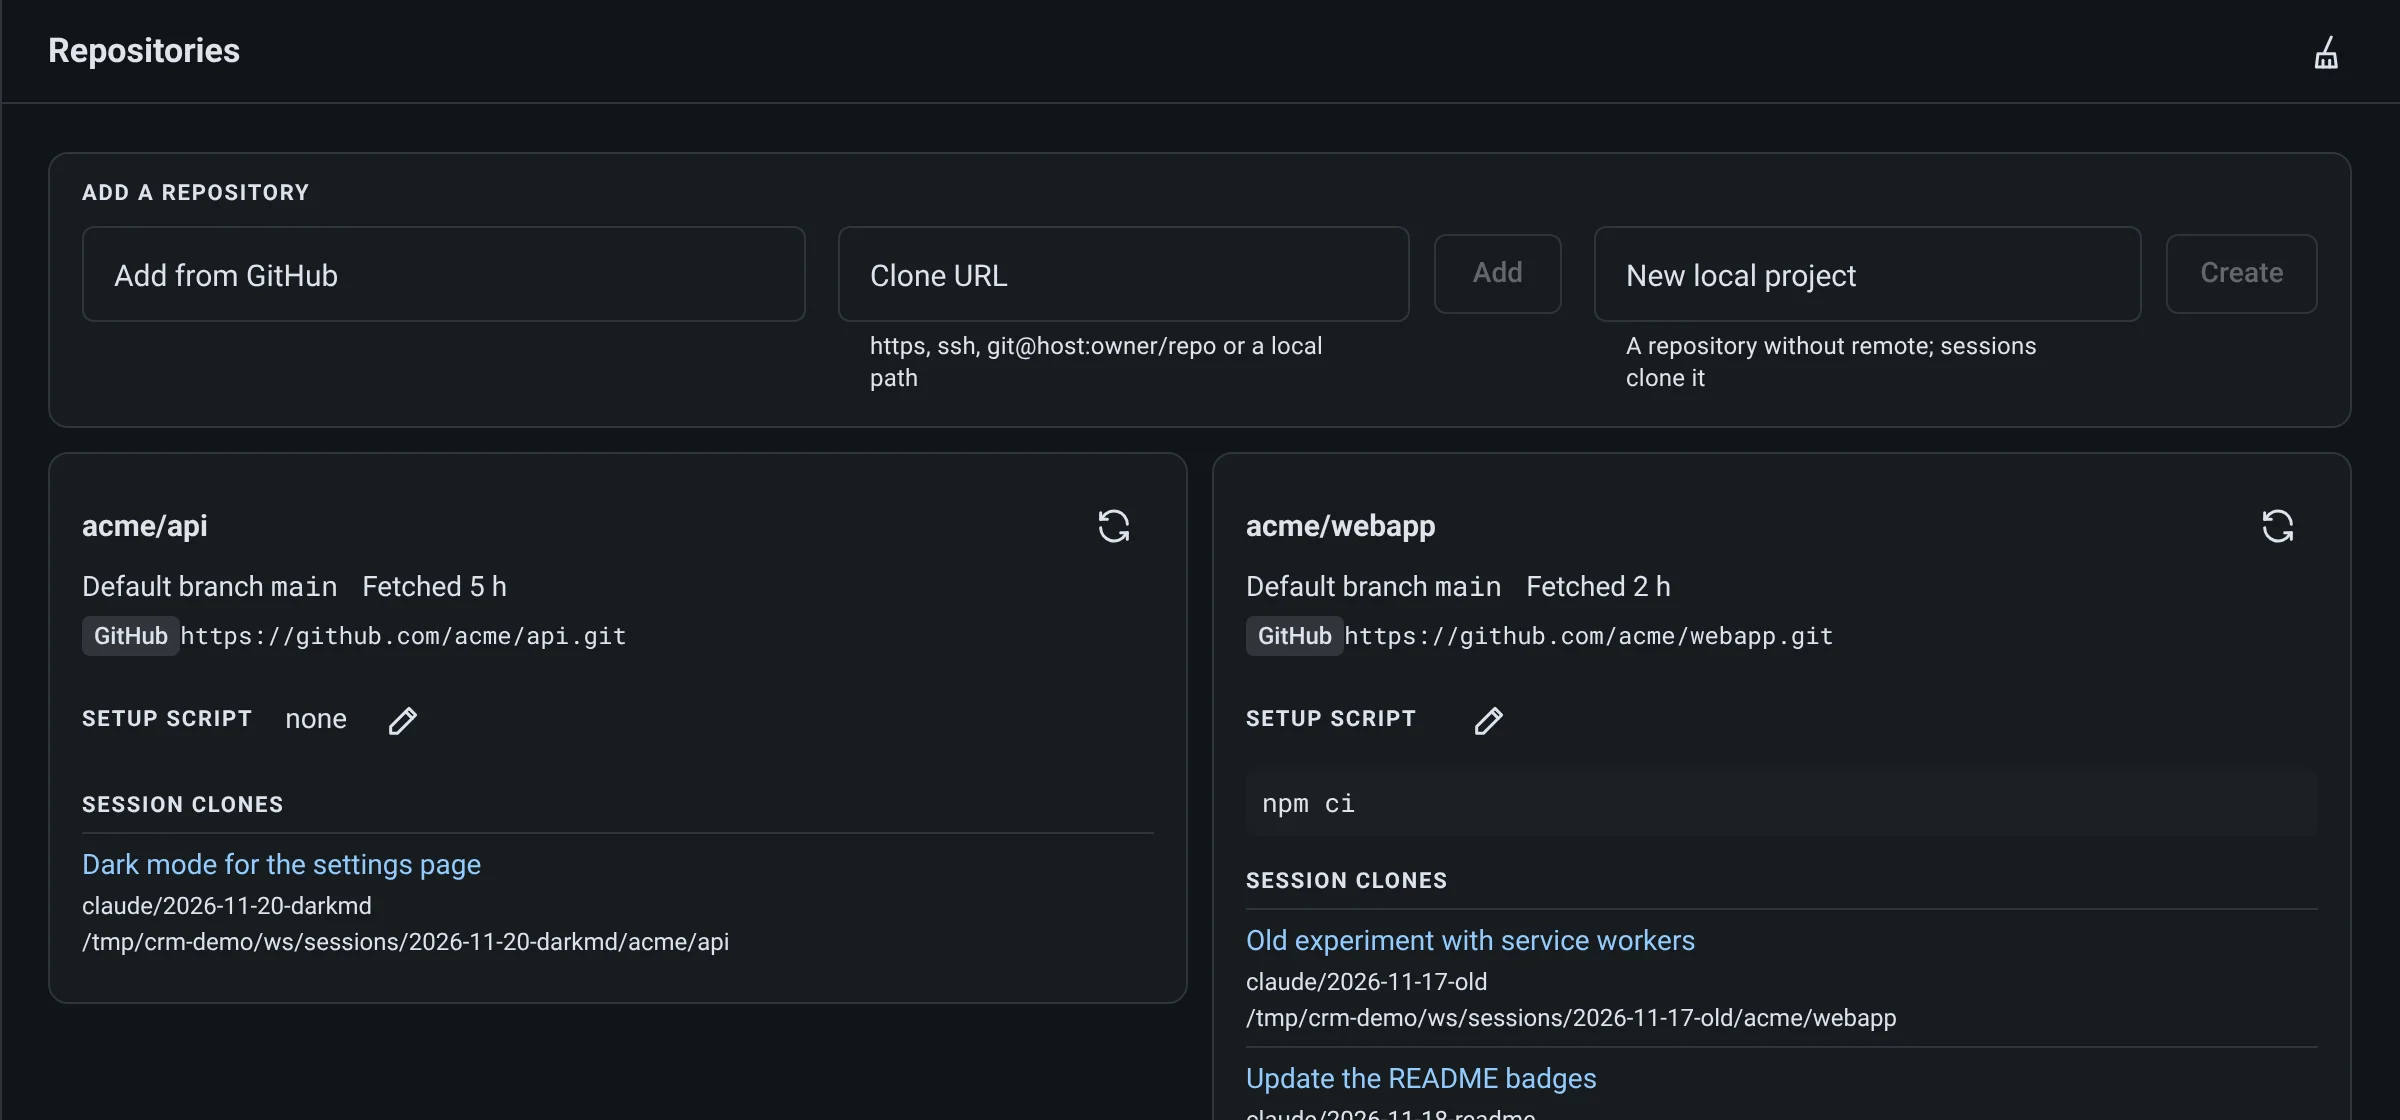 Repositories
ADD A REPOSITORY
Add from GitHub
Clone URL
Add
New local project
Create
https, ssh, git@host:owner/repo or a local
path
A repository without remote; sessions
clone it
acme/api
Default branch main Fetched 5 h
GitHub https://github.com/acme/api.git
SETUP SCRIPT none
SESSION CLONES
Dark mode for the settings page
claude/2026-11-20-darkmd
/tmp/crm-demo/ws/sessions/2026-11-20-darkmd/acme/api
acme/webapp
Default branch main Fetched 2 h
GitHub https://github.com/acme/webapp.git
SETUP SCRIPT
npm ci
SESSION CLONES
Old experiment with service workers
claude/2026-11-17-old
/tmp/crm-demo/ws/sessions/2026-11-17-old/acme/webapp
Update the README badges
claude/2026-11-18-readme